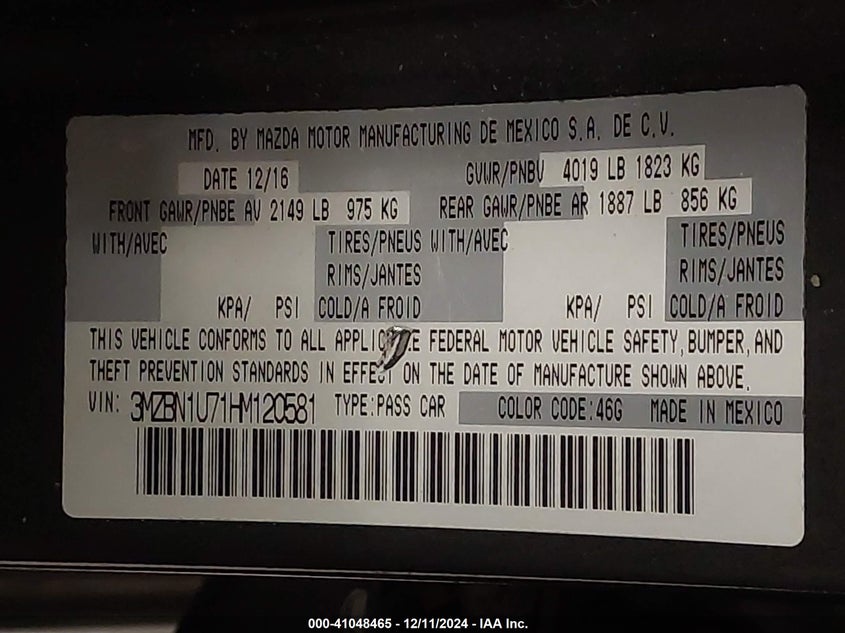 MFD. BY MAZDA MOTOR MANUFACTURING DE MEXICO S.A. DE C.V.
DATE 12/16 GVWR/PNBV 4019 LB 1823 KG
FRONT GAWR/PNBE AV 2149 LB 975 KG REAR GAWR/PNBE AR 1887 LB 856 KG
WITH/AVEC TIRES/PNEUS WITH/AVEC TIRES/PNEUS
RIMS/JANTES RIMS/JANTES
KPA/ PSI COLD/A FROID KPA/ PSI COLD/A FROID
THIS VEHICLE CONFORMS TO ALL FEDERAL MOTOR VEHICLE SAFETY, BUMPER, AND
THEFT PREVENTION STANDARDS IN EFFECT ON THE DATE OF MANUFACTURE SHOWN ABOVE.
VIN: 3MZBN1U71HM120581 TYPE:PASS CAR COLOR CODE:46G MADE IN MEXICO
000-41048465 - 12/11/2024 - IAA Inc.